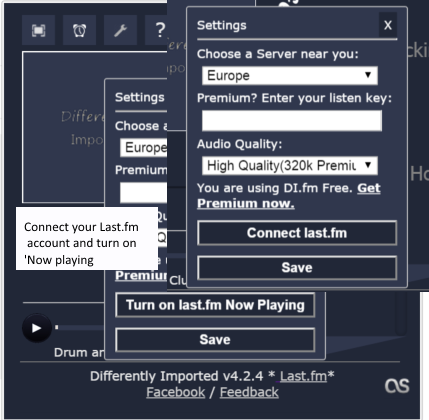 Settings X
Choose a Server near you:
Europe
Premium? Enter your listen key:
Audio Quality:
High Quality(320k Premiu
You are using DI.fm Free. Get
Premium now.
Connect last.fm
Save
?
Differe
Impo
Settings
Choose a
Europe
Premium
Connect your Last.fm
account and turn on
'Now playing
Premiu
Clu
Turn on last.fm Now Playing
Save
Drum an
Differently Imported v4.2.4 * Last.fm*
Facebook / Feedback